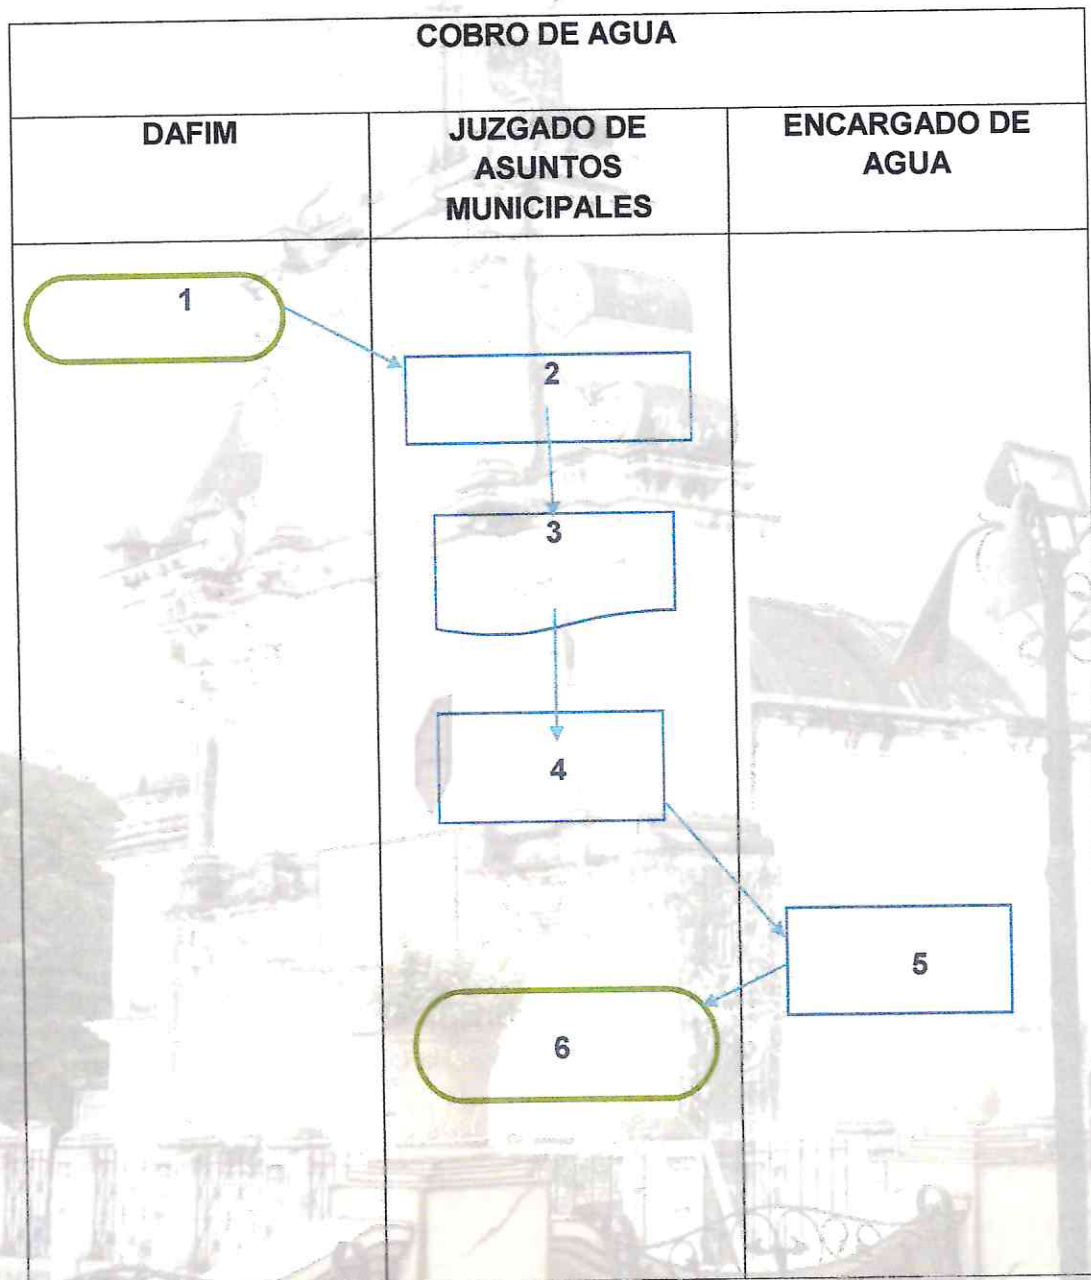 COBRO DE AGUA
DAFIM
JUZGADO DE
ASUNTOS
MUNICIPALES
ENCARGADO DE
AGUA
1
2
3
4
5
6